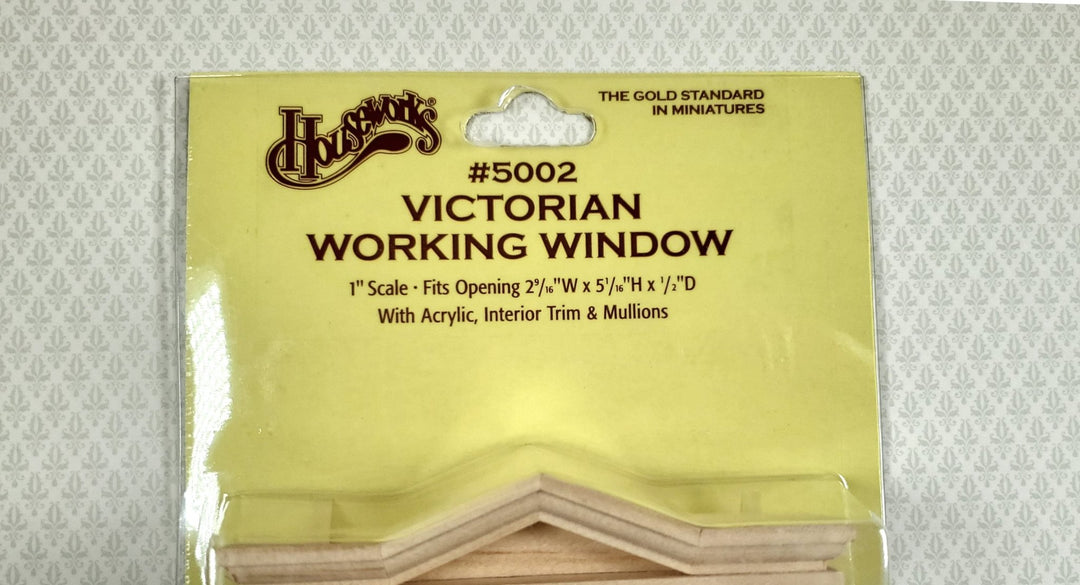 Houseworks®
THE GOLD STANDARD
IN MINIATURES
#5002
VICTORIAN
WORKING WINDOW
1" Scale · Fits Opening 2⁹/₁₆"W x 5¹/₁₆"H x ¹/₂"D
With Acrylic, Interior Trim & Mullions